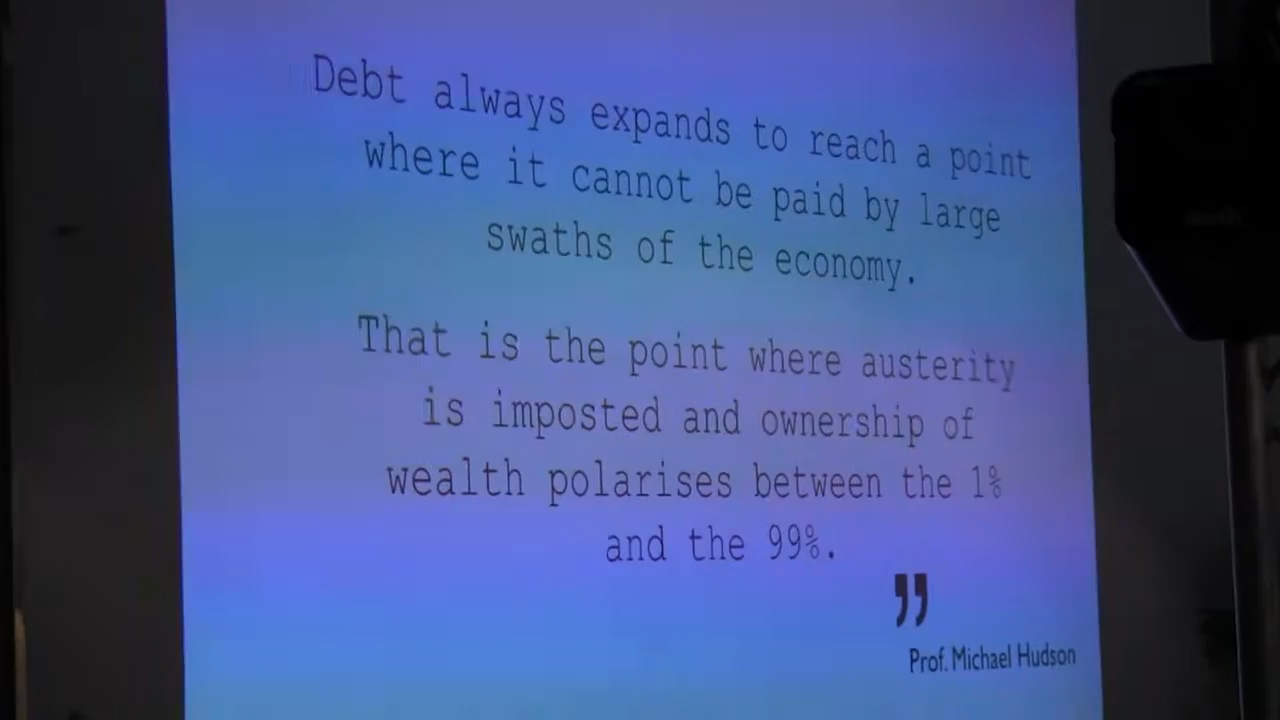 Debt always expands to reach a point
where it cannot be paid by large
swaths of the economy.
That is the point where austerity
is imposted and ownership of
wealth polarises between the 1%
and the 99%.
”
Prof. Michael Hudson